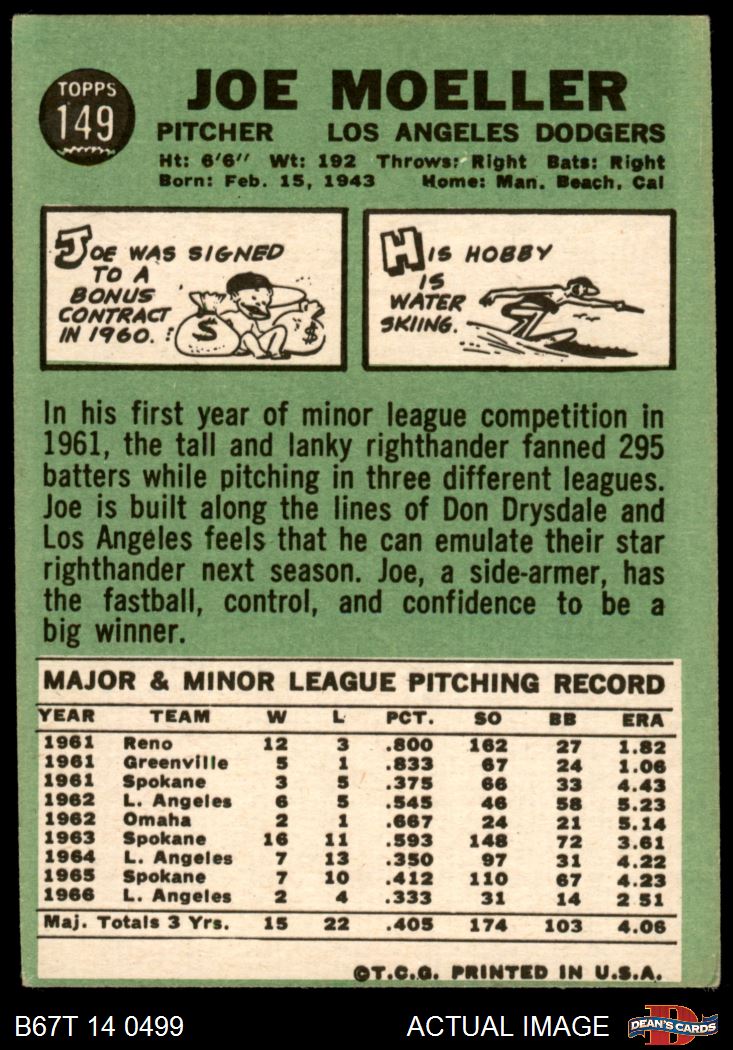 TOPPS
149
JOE MOELLER
PITCHER LOS ANGELES DODGERS
Ht: 6'6" Wt: 192 Throws: Right Bats: Right
Born: Feb. 15, 1943 Home: Man. Beach, Cal
JOE WAS SIGNED
TO A
BONUS
CONTRACT
IN 1960.
$ $
HIS HOBBY
IS
WATER
SKIING.
In his first year of minor league competition in
1961, the tall and lanky righthander fanned 295
batters while pitching in three different leagues.
Joe is built along the lines of Don Drysdale and
Los Angeles feels that he can emulate their star
righthander next season. Joe, a side-armer, has
the fastball, control, and confidence to be a
big winner.
MAJOR & MINOR LEAGUE PITCHING RECORD
YEAR TEAM W L PCT. SO BB ERA
1961 Reno 12 3 .800 162 27 1.82
1961 Greenville 5 1 .833 67 24 1.06
1961 Spokane 3 5 .375 66 33 4.43
1962 L. Angeles 6 5 .545 46 58 5.23
1962 Omaha 2 1 .667 24 21 5.14
1963 Spokane 16 11 .593 148 72 3.61
1964 L. Angeles 7 13 .350 97 31 4.22
1965 Spokane 7 10 .412 110 67 4.23
1966 L. Angeles 2 4 .333 31 14 2 51
Maj. Totals 3 Yrs. 15 22 .405 174 103 4.06
©T.C.G. PRINTED IN U.S.A.
B67T 14 0499 ACTUAL IMAGE D DEAN'S CARDS